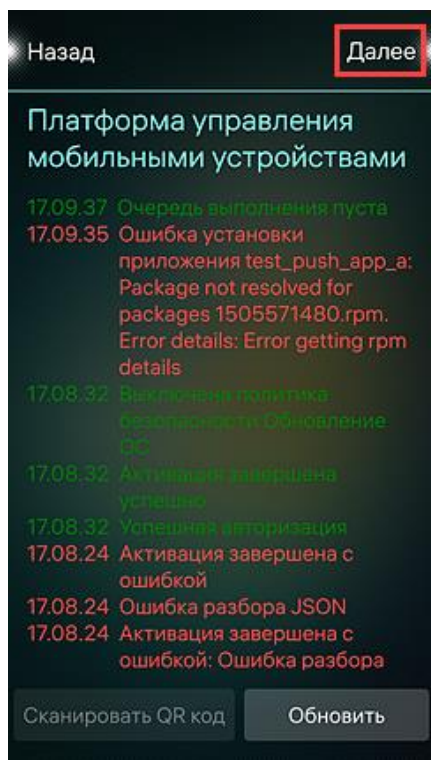 Назад
Далее
Платформа управления
мобильными устройствами
17.09.37 Очередь выполнения пуста
17.09.35 Ошибка установки
приложения test_push_app_a:
Package not resolved for
packages 1505571480.rpm.
Error details: Error getting rpm
details
17.08.32 Выключена политика
безопасности:Обновление
ОС
17.08.32 Активация завершена
успешно
17.08.32 Успешная авторизация
17.08.24 Активация завершена с
ошибкой
17.08.24 Ошибка разбора JSON
17.08.24 Активация завершена с
ошибкой: Ошибка разбора
Сканировать QR код
Обновить